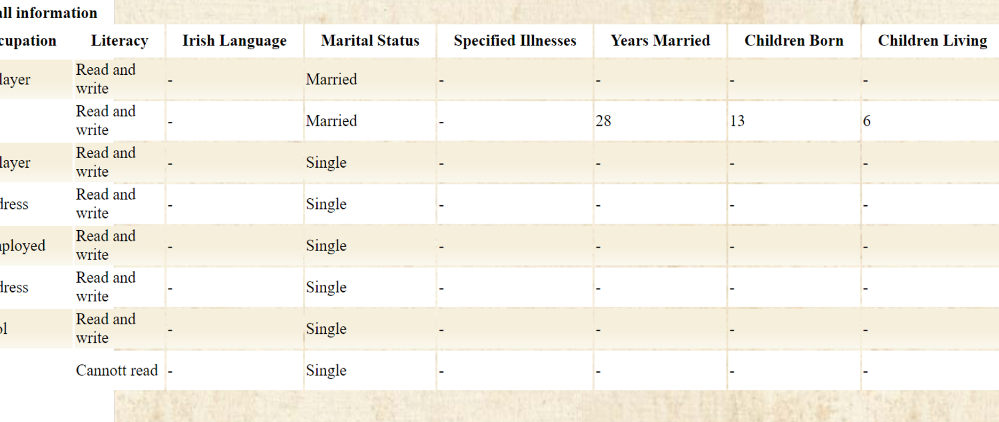 all information
cupation Literacy Irish Language Marital Status Specified Illnesses Years Married Children Born Children Living
layer Read and write - Married - - - -
Read and write - Married - 28 13 6
layer Read and write - Single - - - -
dress Read and write - Single - - - -
nployed Read and write - Single - - - -
dress Read and write - Single - - - -
ol Read and write - Single - - - -
Cannott read - Single - - - -